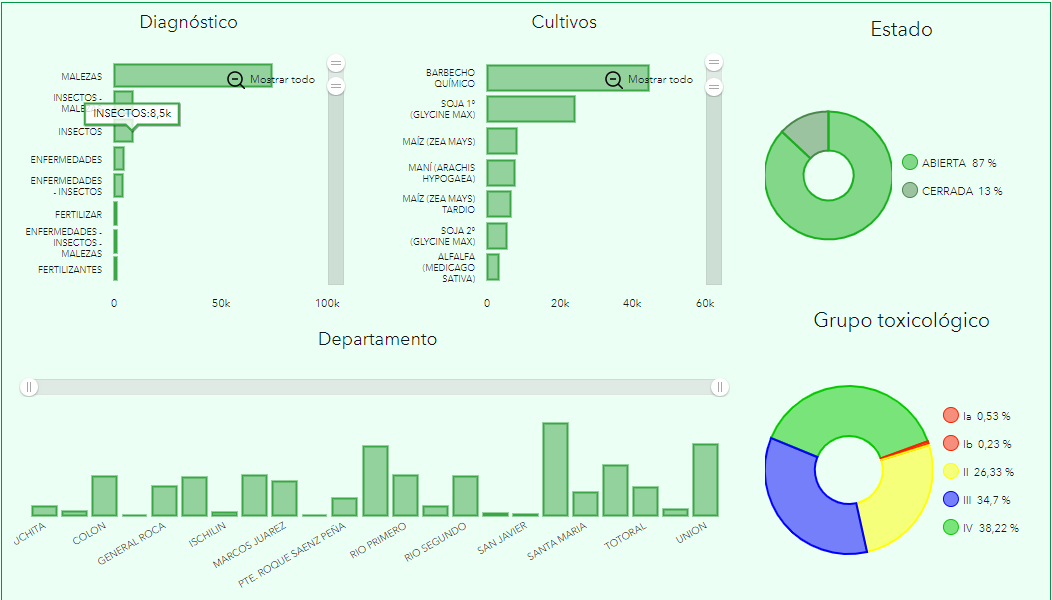 Diagnóstico
MALEZAS
INSECTOS -
MALE
INSECTOS:8,5k
INSECTOS
ENFERMEDADES
ENFERMEDADES
- INSECTOS
FERTILIZAR
ENFERMEDADES -
INSECTOS -
MALEZAS
FERTILIZANTES
Mostrar todo
0 50k 100k
Cultivos
BARBECHO
QUÍMICO
SOJA 1º
(GLYCINE MAX)
MAÍZ (ZEA MAYS)
MANÍ (ARACHIS
HYPOGAEA)
MAÍZ (ZEA MAYS)
TARDIO
SOJA 2º
(GLYCINE MAX)
ALFALFA
(MEDICAGO
SATIVA)
Mostrar todo
0 20k 40k 60k
Estado
ABIERTA 87 %
CERRADA 13 %
Departamento
UCHITA
COLON
GENERAL ROCA
ISCHILIN
MARCOS JUAREZ
PTE. ROQUE SAENZ PEÑA
RIO PRIMERO
RIO SEGUNDO
SAN JAVIER
SANTA MARIA
TOTORAL
UNION
Grupo toxicológico
Ia 0,53 %
Ib 0,23 %
II 26,33 %
III 34,7 %
IV 38,22 %